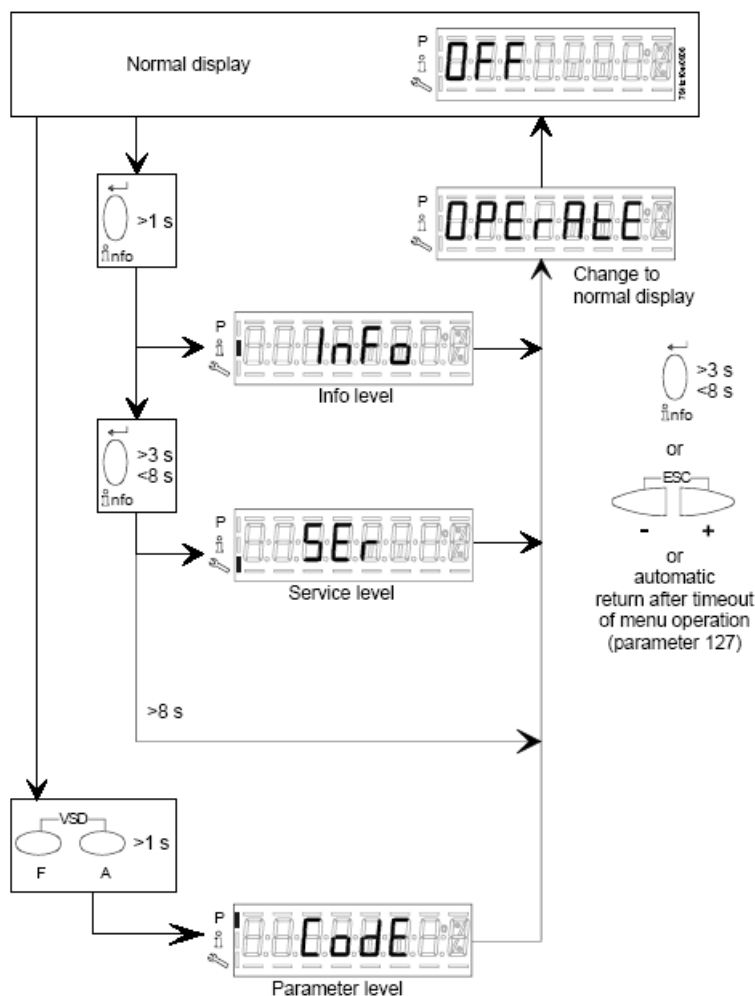 Normal display
P
OFF
i
>1 s
info
P
OPErAtE
i
Change to
normal display
P
InFo
i
Info level
>3 s
<8 s
info
>3 s
<8 s
info
or
ESC
- +
or
automatic
return after timeout
of menu operation
(parameter 127)
P
SEr
i
Service level
>8 s
VSD
>1 s
F A
P
CodE
i
Parameter level